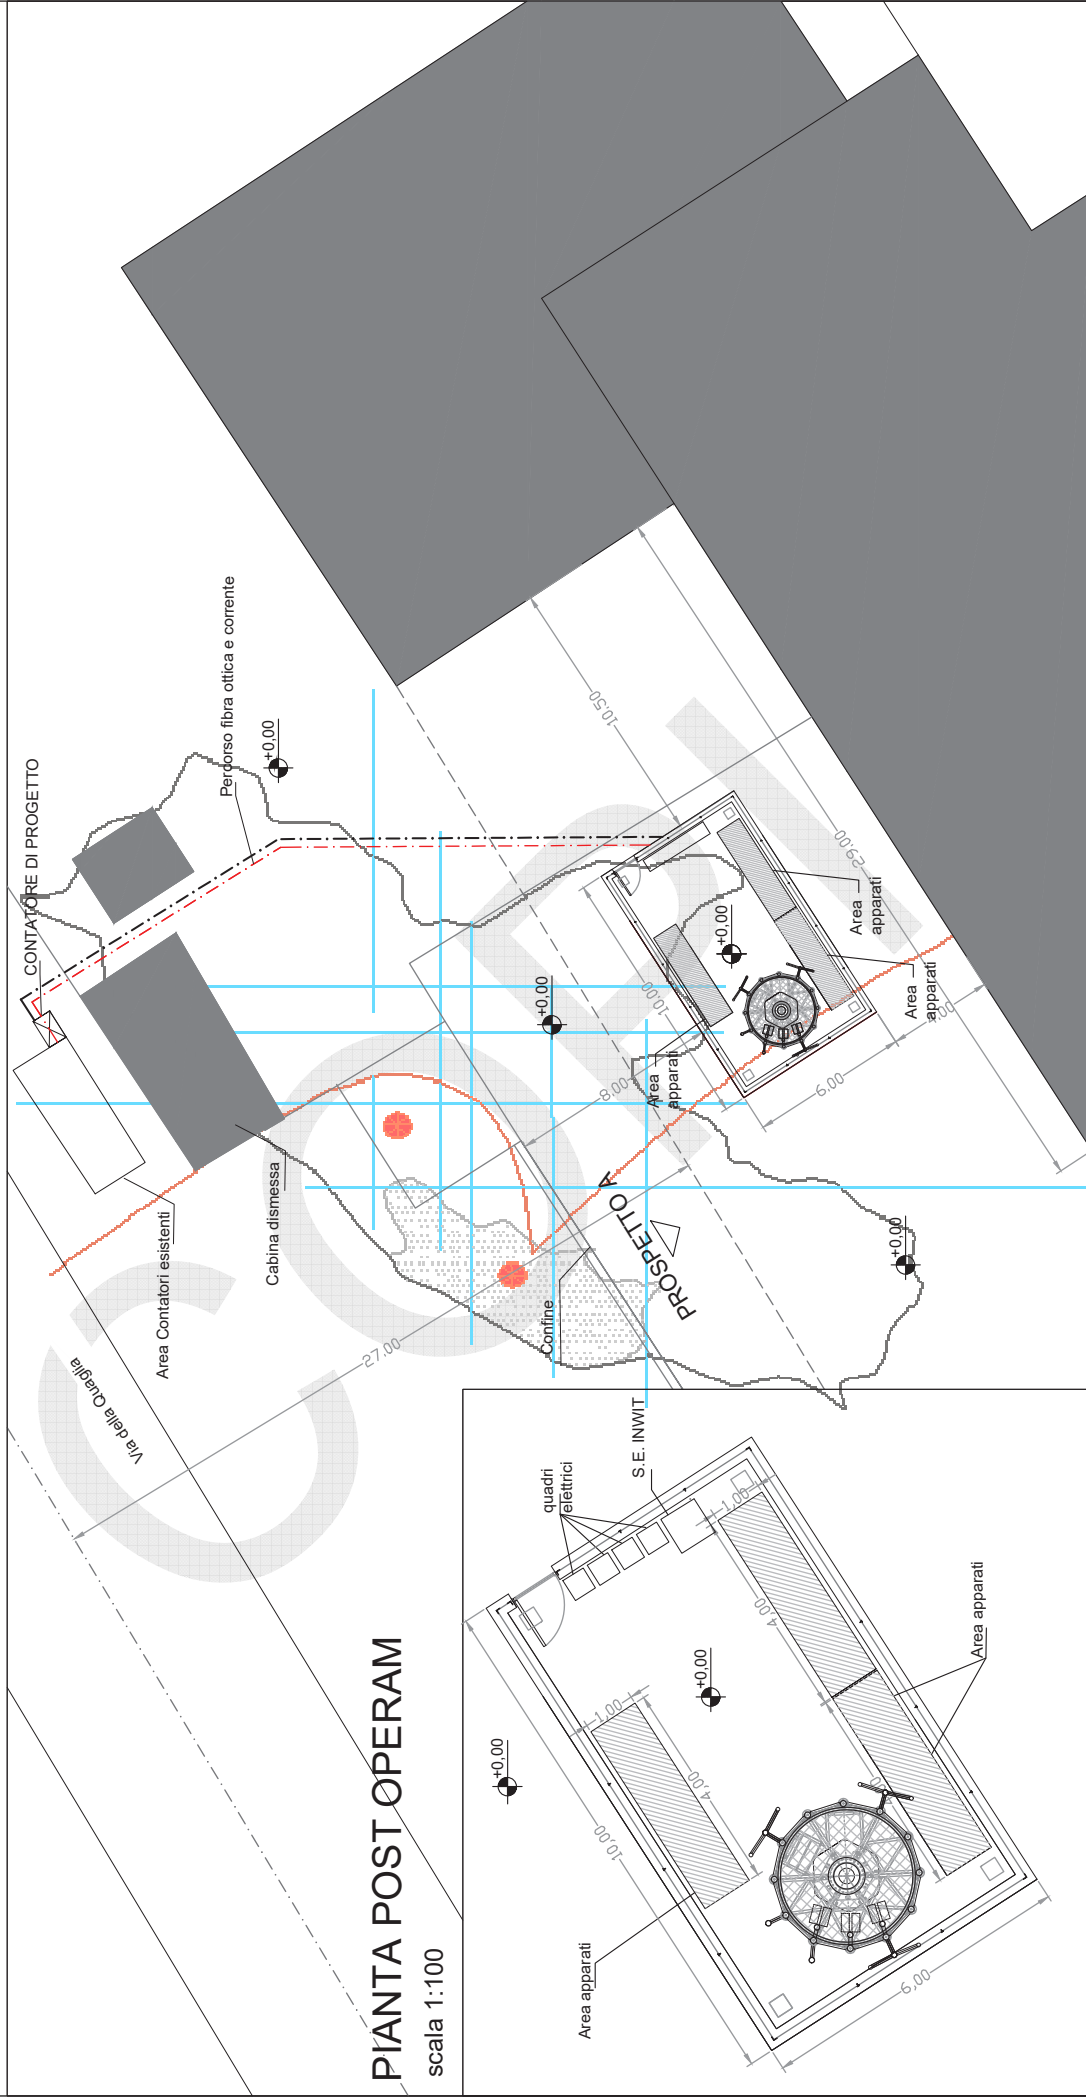 CONTATORE DI PROGETTO
Percorso fibra ottica e corrente
+0,00
Area Contatori esistenti
Cabina dismessa
Via della Quaglia
27.00
Confine
PROSPETTO A
+0,00
8.00
10.50
10.00
+0,00
29.00
Area
apparati
Area
apparati
Area
apparati
6.00
4.00
+0,00
COPIA
PIANTA POST OPERAM
scala 1:100
quadri
elettrici
S.E. INWIT
1,00
4,00
+0,00
+0,00
1,00
4,00
10,00
6,00
Area apparati
Area apparati